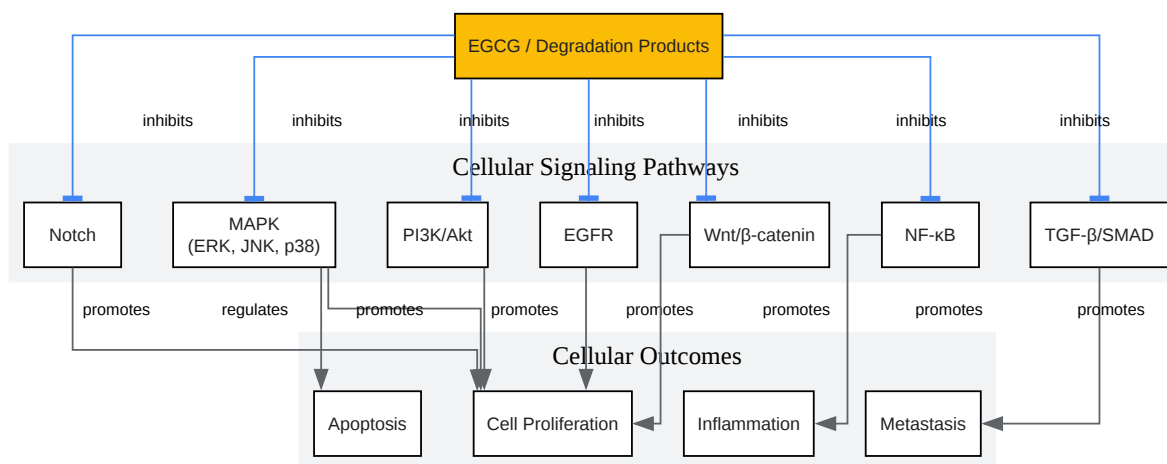 EGCG / Degradation Products
inhibits inhibits inhibits inhibits inhibits inhibits inhibits
Cellular Signaling Pathways
Notch
MAPK
(ERK, JNK, p38)
PI3K/Akt
EGFR
Wnt/β-catenin
NF-κB
TGF-β/SMAD
promotes regulates promotes promotes promotes promotes promotes promotes
Cellular Outcomes
Apoptosis
Cell Proliferation
Inflammation
Metastasis